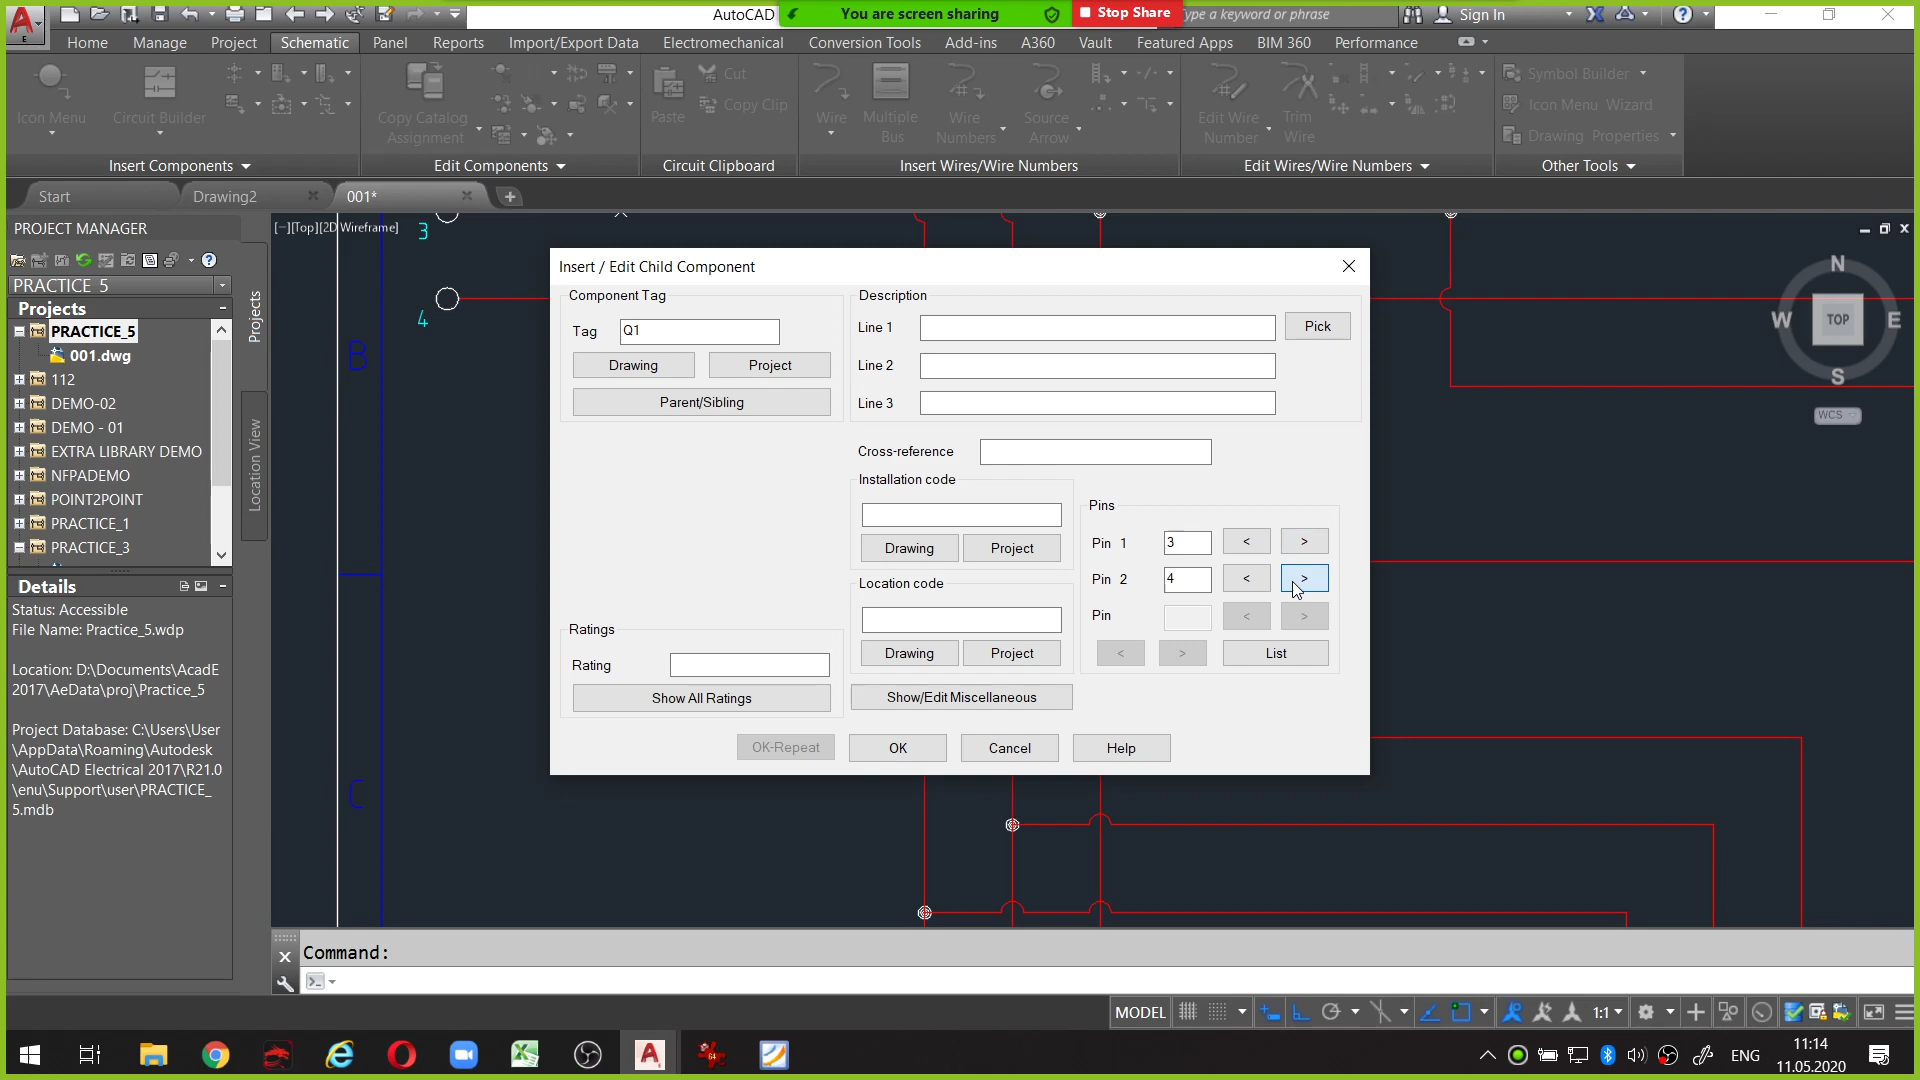 AutoCAD
You are screen sharing
Stop Share
ype a keyword or phrase
Sign In
E
Home
Manage
Project
Schematic
Panel
Reports
Import/Export Data
Electromechanical
Conversion Tools
Add-ins
A360
Vault
Featured Apps
BIM 360
Performance
Icon Menu
Circuit Builder
Copy Catalog
Assignment
Paste
Cut
Copy Clip
Wire
Multiple
Bus
Wire
Numbers
Source
Arrow
Edit Wire
Number
Trim
Wire
Symbol Builder
Icon Menu Wizard
Drawing Properties
Insert Components
Edit Components
Circuit Clipboard
Insert Wires/Wire Numbers
Edit Wires/Wire Numbers
Other Tools
Start
Drawing2
001*
PROJECT MANAGER
PRACTICE 5
Projects
PRACTICE_5
001.dwg
112
DEMO-02
DEMO - 01
EXTRA LIBRARY DEMO
NFPADEMO
POINT2POINT
PRACTICE_1
PRACTICE_3
Projects
Location View
Details
Status: Accessible
File Name: Practice_5.wdp
Location: D:\Documents\AcadE
2017\AeData\proj\Practice_5
Project Database: C:\Users\User
\AppData\Roaming\Autodesk
\AutoCAD Electrical 2017\R21.0
\enu\Support\user\PRACTICE_
5.mdb
[−][Top][2D Wireframe]
3
4
B
C
N
W
TOP
E
S
WCS
Insert / Edit Child Component
Component Tag
Tag
Q1
Drawing
Project
Parent/Sibling
Description
Line 1
Pick
Line 2
Line 3
Cross-reference
Installation code
Drawing
Project
Location code
Drawing
Project
Pins
Pin 1
3
<
>
Pin 2
4
<
>
Pin
<
>
<
>
List
Ratings
Rating
Show All Ratings
Show/Edit Miscellaneous
OK-Repeat
OK
Cancel
Help
Command:
MODEL
1:1
64
ENG
11:14
11.05.2020